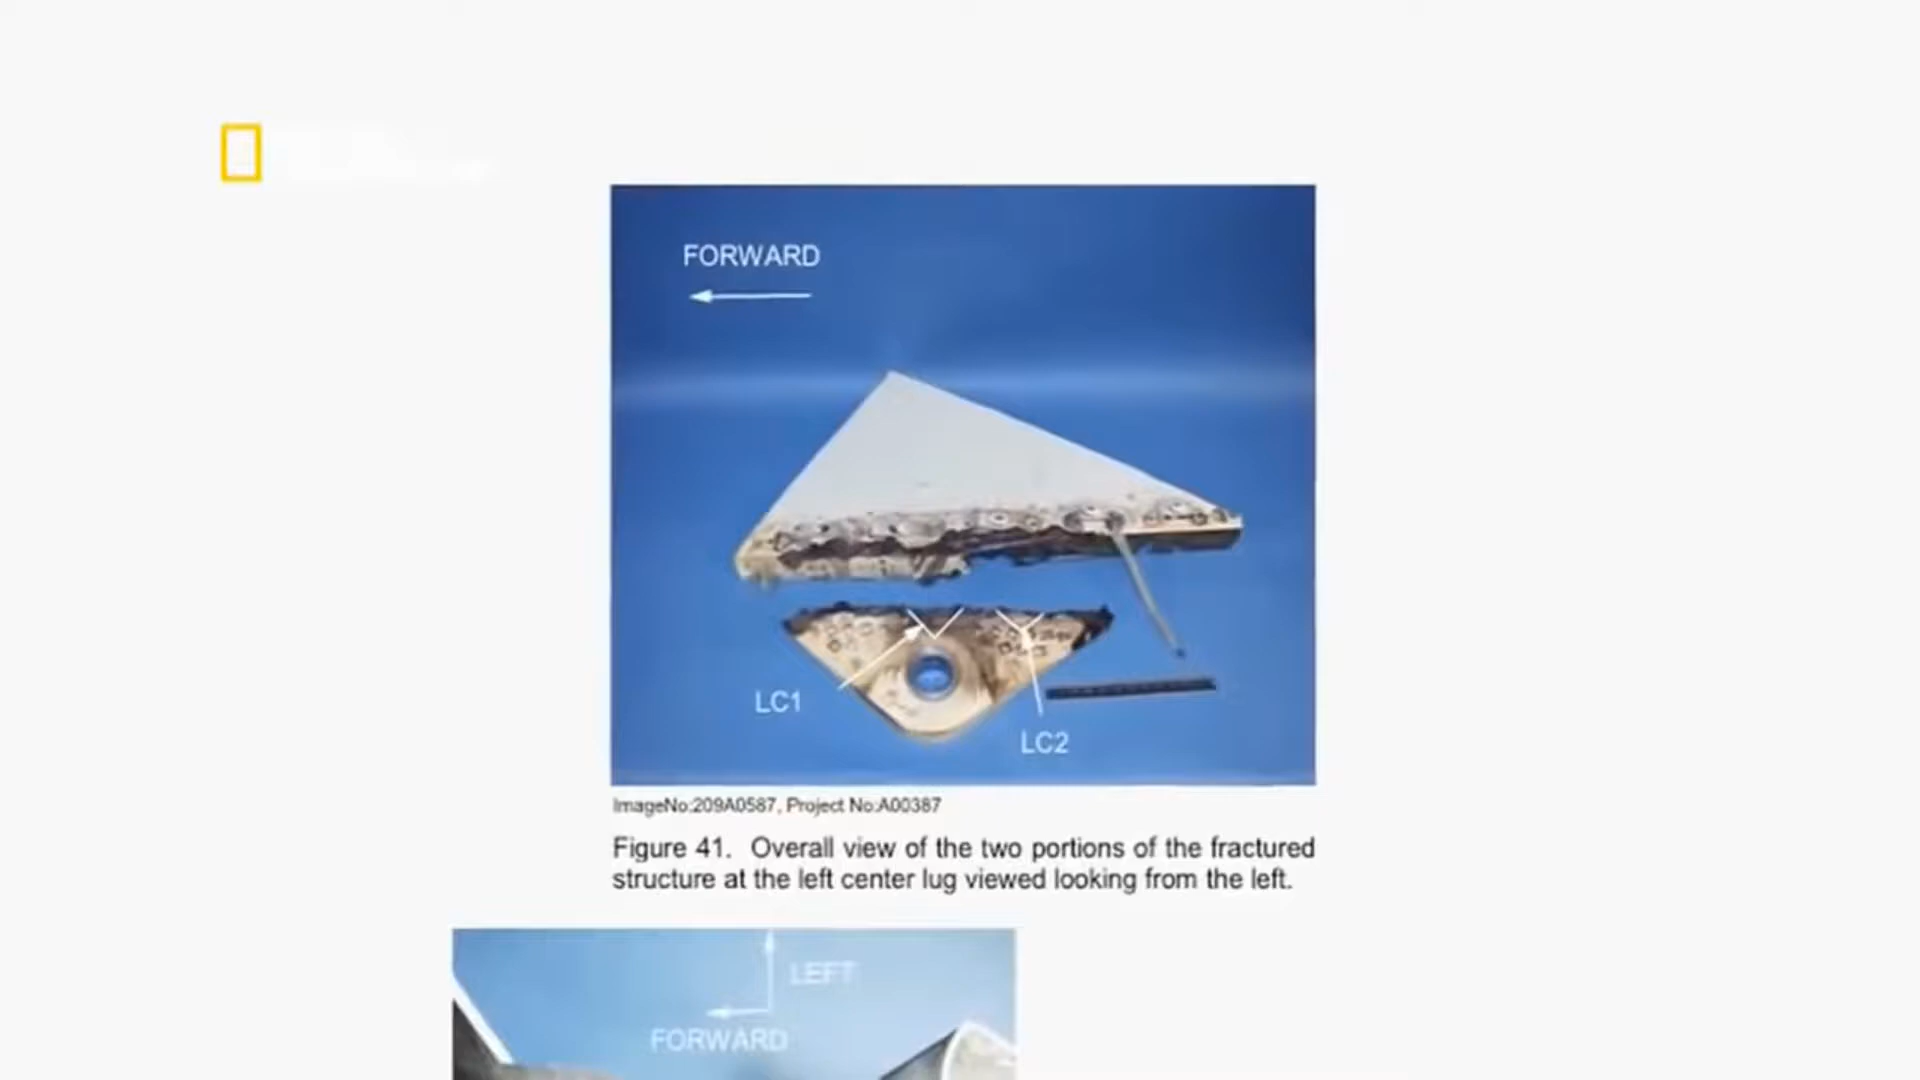 FORWARD
LC1
LC2
ImageNo:209A0587, Project No:A00387
Figure 41. Overall view of the two portions of the fractured
structure at the left center lug viewed looking from the left.
LEFT
FORWARD